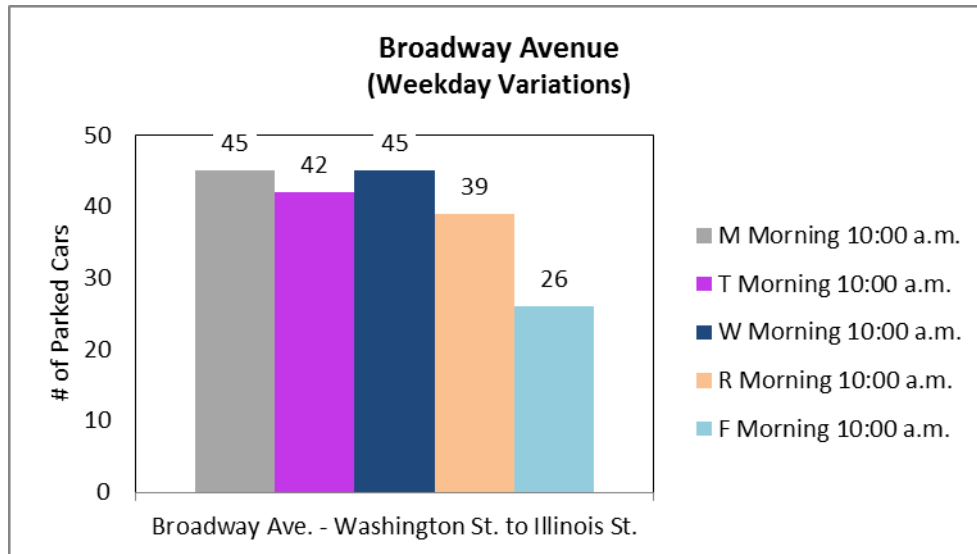 Broadway Avenue
(Weekday Variations)
# of Parked Cars
50
40
30
20
10
0
45
42
45
39
26
Broadway Ave. - Washington St. to Illinois St.
M Morning 10:00 a.m.
T Morning 10:00 a.m.
W Morning 10:00 a.m.
R Morning 10:00 a.m.
F Morning 10:00 a.m.